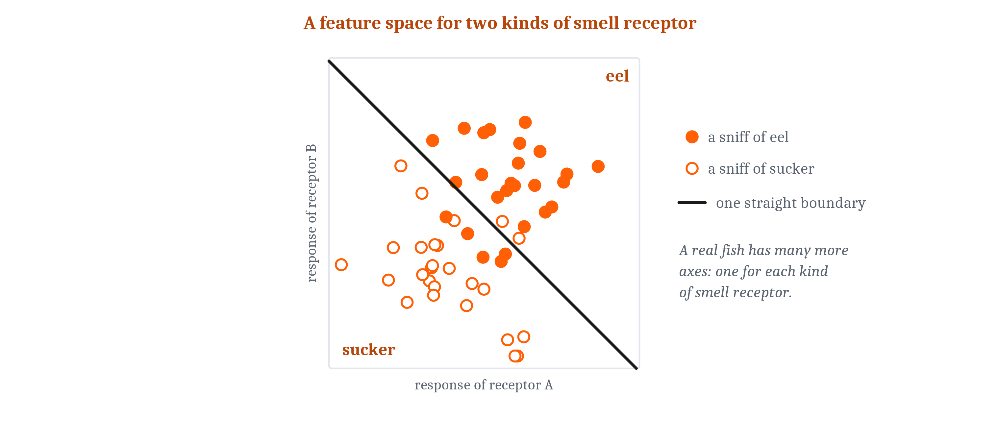 A feature space for two kinds of smell receptor
eel
response of receptor B
sucker
response of receptor A
a sniff of eel
a sniff of sucker
one straight boundary
A real fish has many more
axes: one for each kind
of smell receptor.